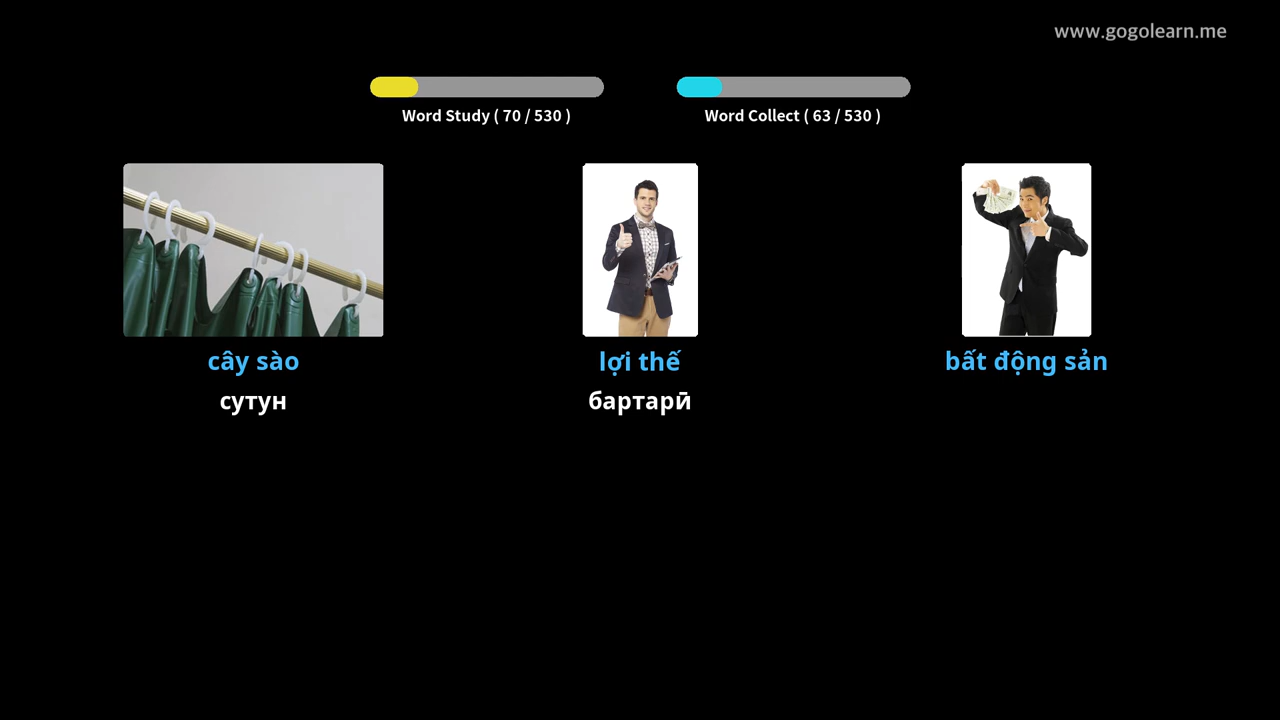 www.gogolearn.me
Word Study ( 70 / 530 )
Word Collect ( 63 / 530 )
cây sào
lợi thế
bất động sản
сутун
бартарӣ